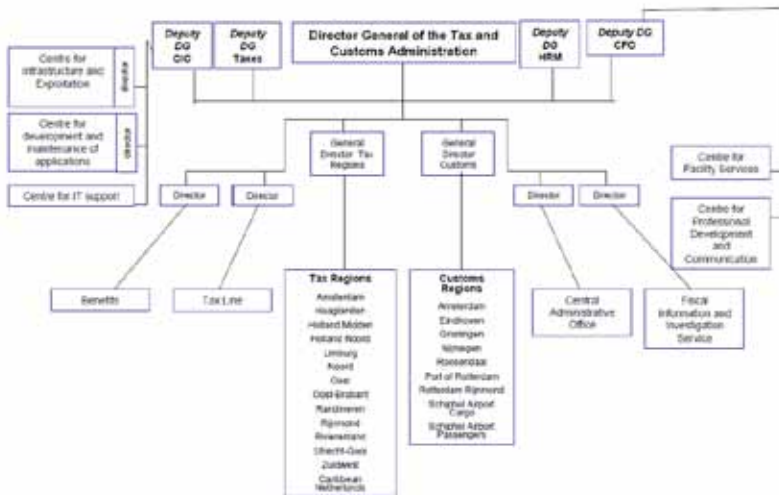 Deputy
DG
CIO
Deputy
DG
Taxes
Director General of the Tax and
Customs Administration
Deputy
DG
HRM
Deputy DG
CFO
Centre for
Infrastructure and
Exploitation
director
Centre for
development and
maintenance of
applications
director
Centre for IT support
General
Director Tax
Regions
General
Director
Customs
Centre for
Facility Services
Director
Director
Director
Director
Centre for
Professional
Development
and
Communication
Benefits
Tax Line
Tax Regions
Amsterdam
Haaglanden
Holland Midden
Holland Noord
Limburg
Noord
Oost
Oost-Brabant
Randmeren
Rijnmond
Rivierenland
Utrecht-Gooi
Zuidwest
Caribbean
Netherlands
Customs
Regions
Amsterdam
Eindhoven
Groningen
Nijmegen
Roosendaal
Port of Rotterdam
Rotterdam Rijnmond
Schiphol Airport
Cargo
Schiphol Airport
Passengers
Central
Administrative
Office
Fiscal
Information and
Investigation
Service